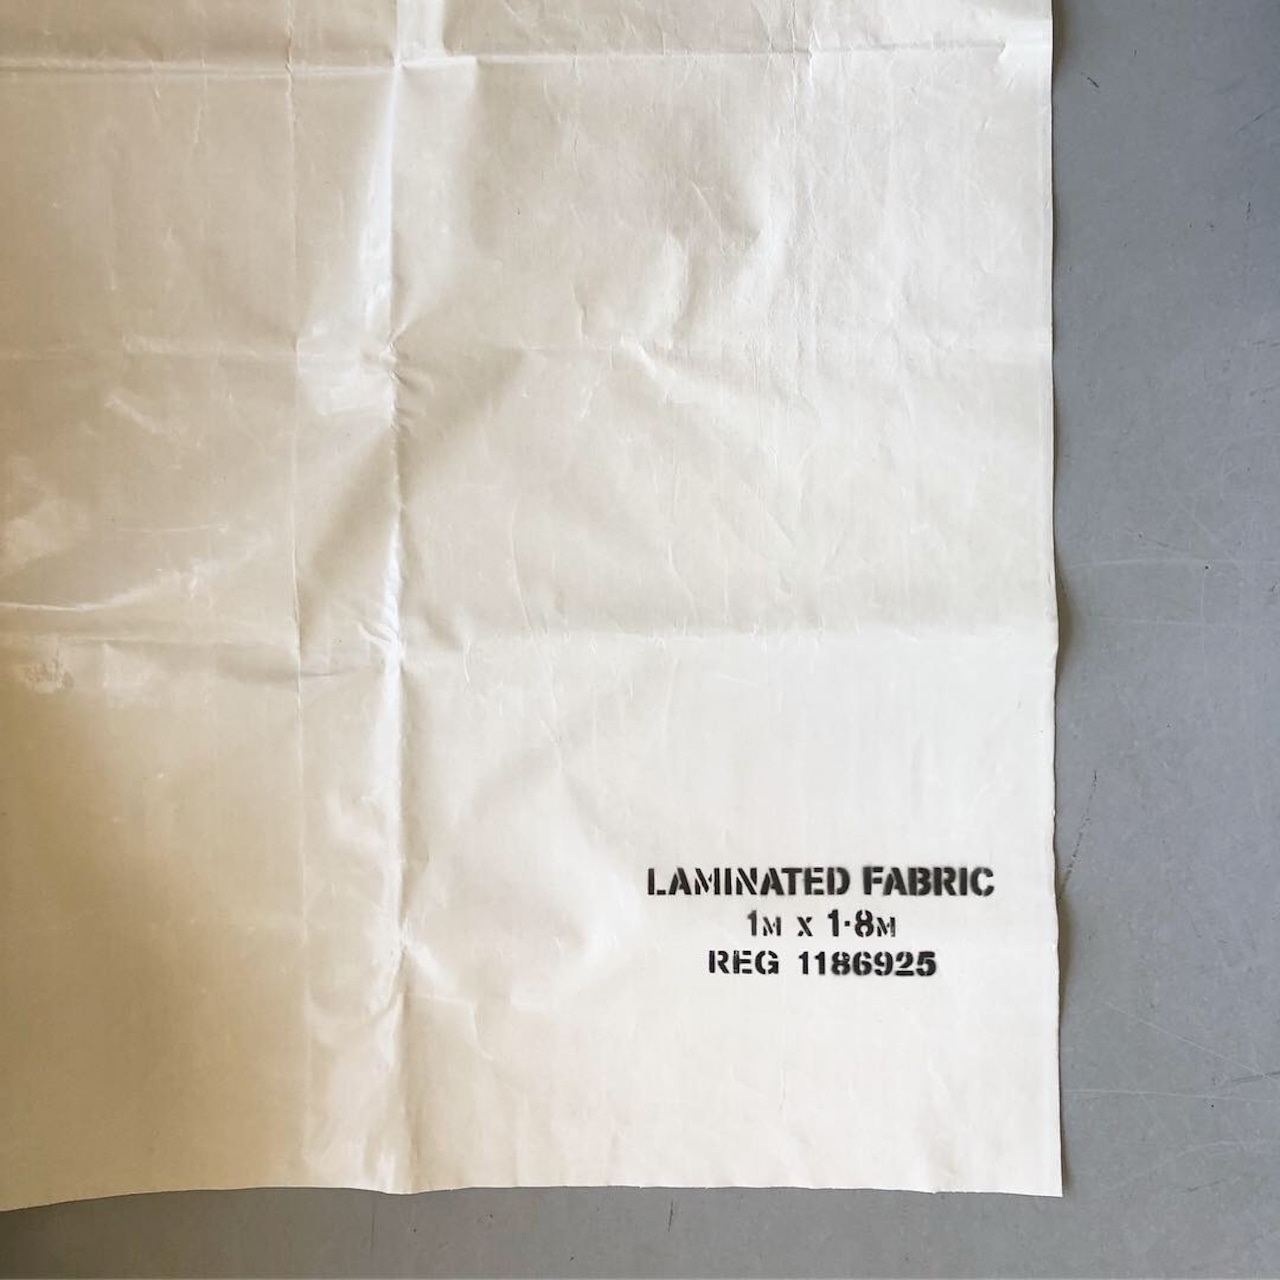 LAMINATED FABRIC
1M X 1·8M
REG 1186925